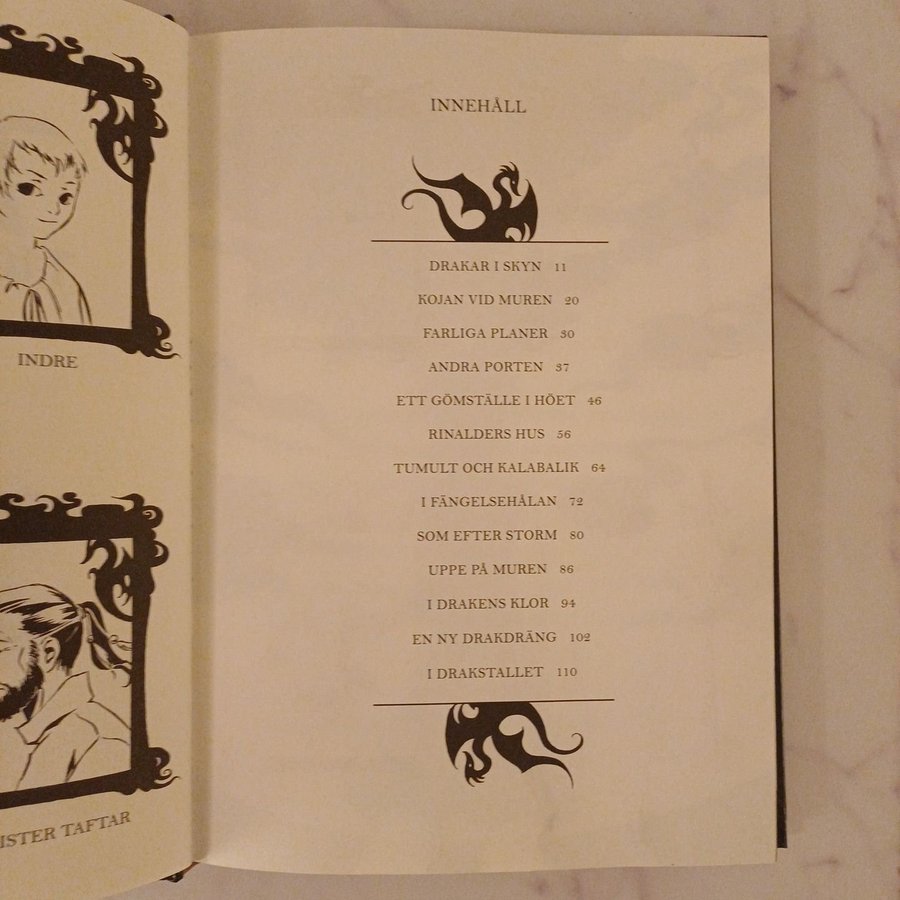 INDRE
ISTER TAFTAR
INNEHÅLL
DRAKAR I SKYN 11
KOJAN VID MUREN 20
FARLIGA PLANER 30
ANDRA PORTEN 37
ETT GÖMSTÄLLE I HÖET 46
RINALDERS HUS 56
TUMULT OCH KALABALIK 64
I FÄNGELSEHÅLAN 72
SOM EFTER STORM 80
UPPE PÅ MUREN 86
I DRAKENS KLOR 94
EN NY DRAKDRÄNG 102
I DRAKSTALLET 110